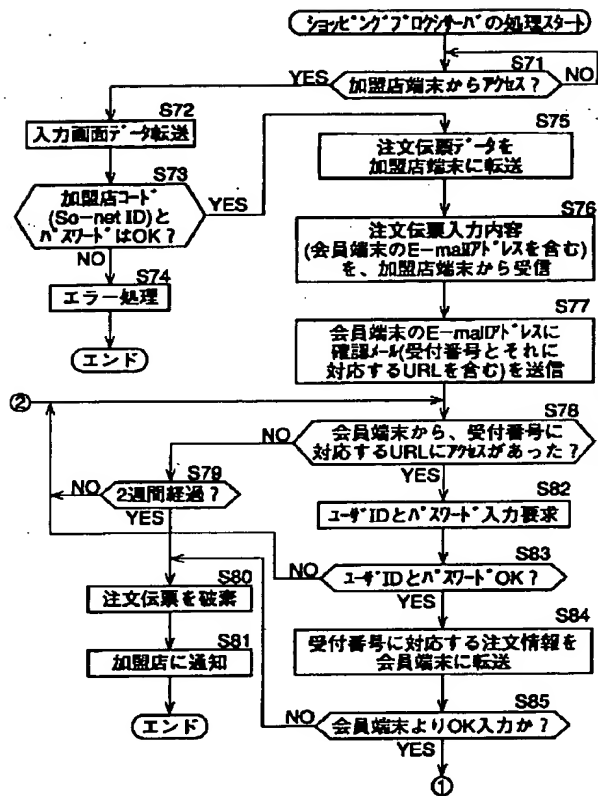 ショッピングプロクシサーバの処理スタート
S71
加盟店端末からアクセス?
YES
NO
S72
入力画面データ転送
S73
加盟店コード
(So-net ID)と
パスワードはOK?
YES
NO
S74
エラー処理
エンド
S75
注文伝票データを
加盟店端末に転送
S76
注文伝票入力内容
(会員端末のE-mailアドレスを含む)
を、加盟店端末から受信
S77
会員端末のE-mailアドレスに
確認メール(受付番号とそれに
対応するURLを含む)を送信
②
S78
会員端末から、受付番号に
対応するURLにアクセスがあった?
NO
YES
S79
2週間経過?
NO
YES
S82
ユーザIDとパスワード入力要求
S83
ユーザIDとパスワードOK?
NO
YES
S80
注文伝票を破棄
S81
加盟店に通知
エンド
S84
受付番号に対応する注文情報を
会員端末に転送
S85
会員端末よりOK入力か?
NO
YES
①